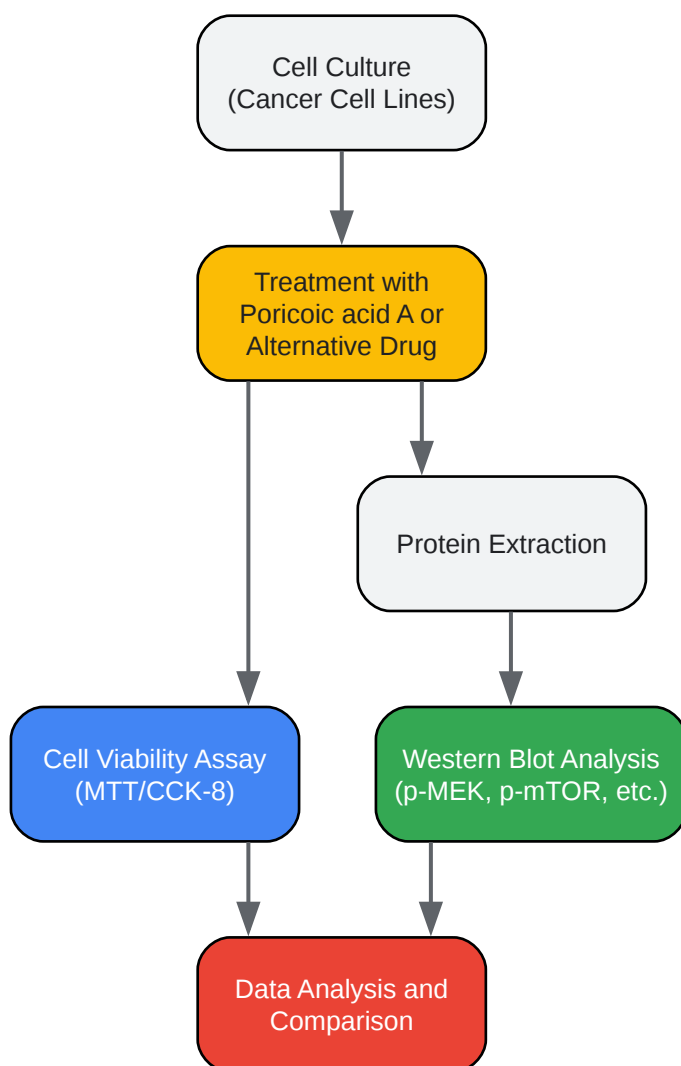 Cell Culture
(Cancer Cell Lines)
Treatment with
Poricoic acid A or
Alternative Drug
Protein Extraction
Cell Viability Assay
(MTT/CCK-8)
Western Blot Analysis
(p-MEK, p-mTOR, etc.)
Data Analysis and
Comparison